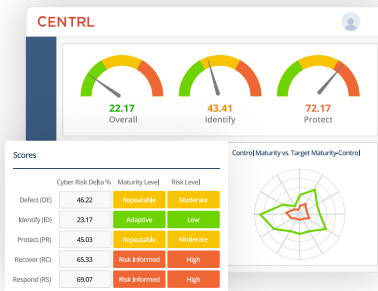 CENTRL
22.17 43.41 72.17
Overall Identify Protect
Scores
Cyber Risk Delta % Maturity Level Risk Level
Defect (DE) 46.22 Repeatable Moderate
Identify (ID) 23.17 Adaptive Low
Protect (PR) 45.03 Repeatable Moderate
Recover (RC) 65.33 Risk Informed High
Respond (RS) 69.07 Risk Informed High
Control Maturity vs. Target Maturity-Control